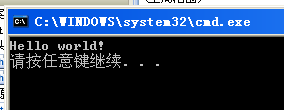 C:\WINDOWS\system32\cmd.exe
Hello world!
请按任意键继续. . .